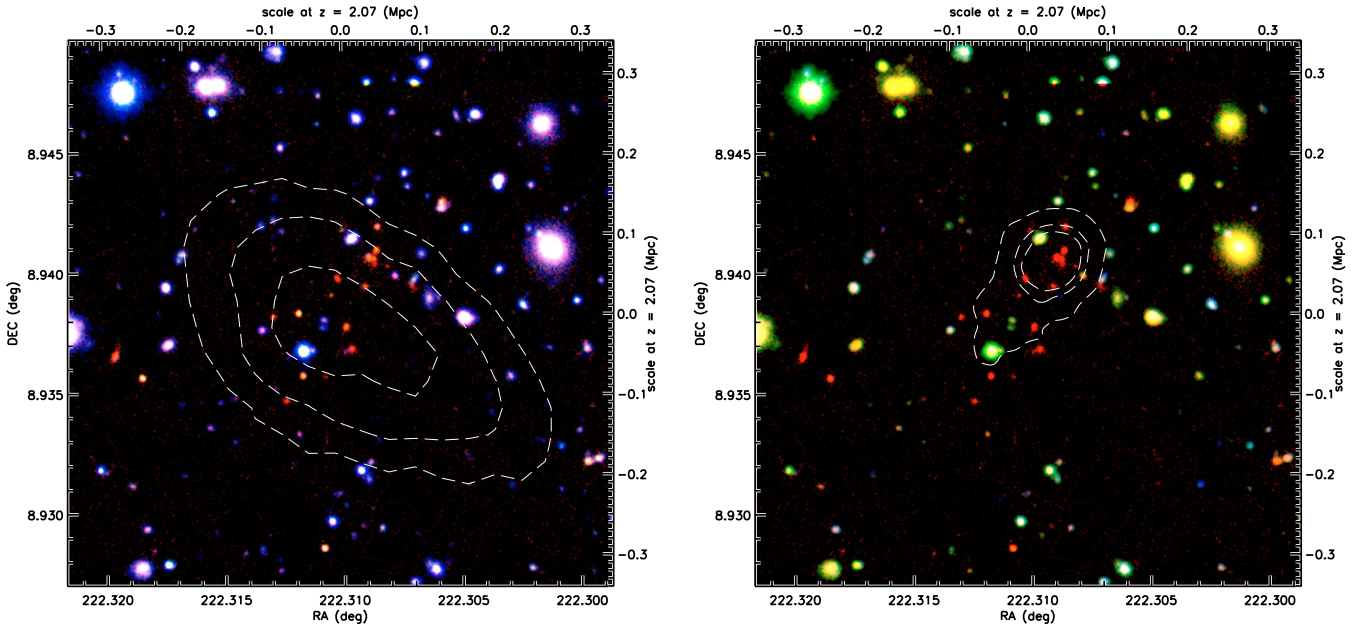 scale at z = 2.07 (Mpc)
−0.3 −0.2 −0.1 0.0 0.1 0.2 0.3
8.945
8.940
8.935
8.930
DEC (deg)
0.3
0.2
0.1
0.0
−0.1
−0.2
−0.3
scale at z = 2.07 (Mpc)
222.320 222.315 222.310 222.305 222.300
RA (deg)
scale at z = 2.07 (Mpc)
−0.3 −0.2 −0.1 0.0 0.1 0.2 0.3
8.945
8.940
8.935
8.930
DEC (deg)
0.3
0.2
0.1
0.0
−0.1
−0.2
−0.3
scale at z = 2.07 (Mpc)
222.320 222.315 222.310 222.305 222.300
RA (deg)